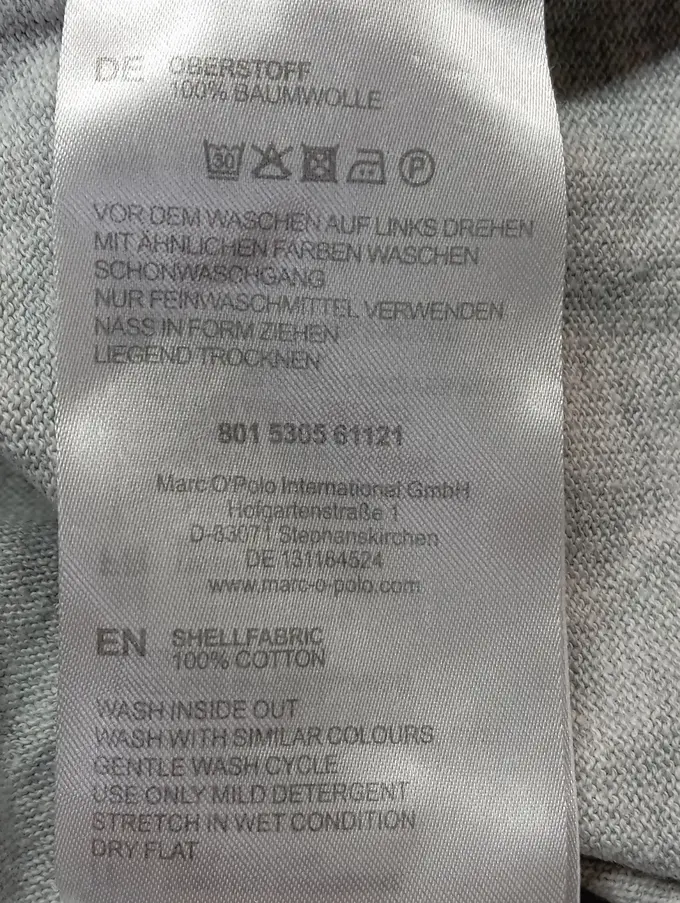 DE OBERSTOFF
100% BAUMWOLLE
30 P
VOR DEM WASCHEN AUF LINKS DREHEN
MIT ÄHNLICHEN FARBEN WASCHEN
SCHONWASCHGANG
NUR FEINWASCHMITTEL VERWENDEN
NASS IN FORM ZIEHEN
LIEGEND TROCKNEN
801 5305 61121
Marc O'Polo International GmbH
Hofgartenstraße 1
D-83071 Stephanskirchen
DE 131184524
www.marc-o-polo.com
EN SHELLFABRIC
100% COTTON
WASH INSIDE OUT
WASH WITH SIMILAR COLOURS
GENTLE WASH CYCLE
USE ONLY MILD DETERGENT
STRETCH IN WET CONDITION
DRY FLAT